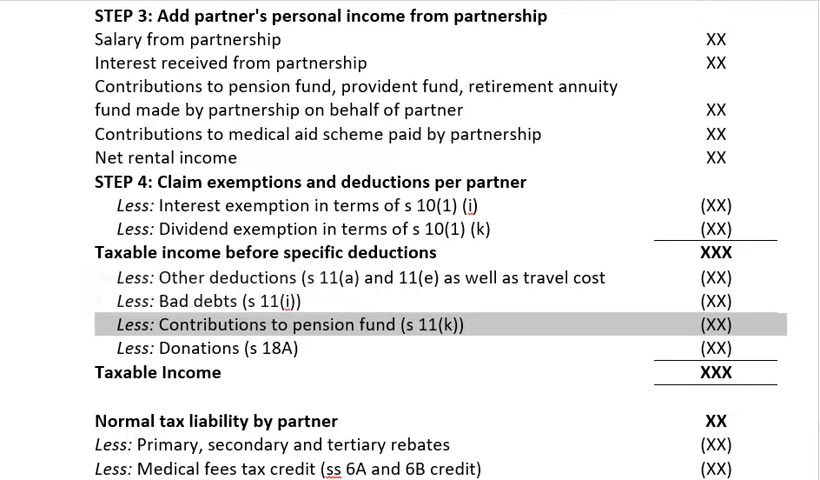 STEP 3: Add partner's personal income from partnership
Salary from partnership XX
Interest received from partnership XX
Contributions to pension fund, provident fund, retirement annuity
fund made by partnership on behalf of partner XX
Contributions to medical aid scheme paid by partnership XX
Net rental income XX
STEP 4: Claim exemptions and deductions per partner
Less: Interest exemption in terms of s 10(1) (i) (XX)
Less: Dividend exemption in terms of s 10(1) (k) (XX)
Taxable income before specific deductions XXX
Less: Other deductions (s 11(a) and 11(e) as well as travel cost (XX)
Less: Bad debts (s 11(i)) (XX)
Less: Contributions to pension fund (s 11(k)) (XX)
Less: Donations (s 18A) (XX)
Taxable Income XXX
Normal tax liability by partner XX
Less: Primary, secondary and tertiary rebates (XX)
Less: Medical fees tax credit (ss 6A and 6B credit) (XX)